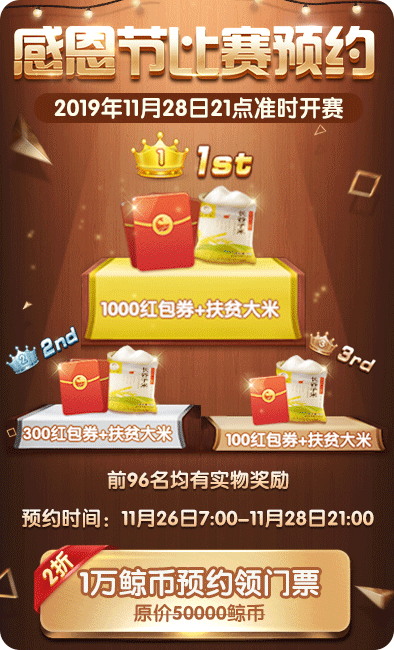 感恩节比赛预约
2019年11月28日21点准时开赛
1
1st
1000红包券+扶贫大米
2
2nd
3
3rd
300红包券+扶贫大米
100红包券+扶贫大米
前96名均有实物奖励
预约时间：11月26日7:00-11月28日21:00
2折
1万鲸币预约领门票
原价50000鲸币